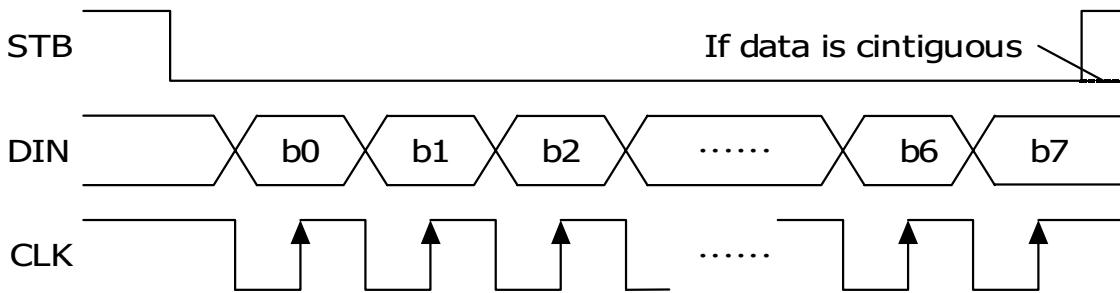 STB If data is cintiguous
DIN b0 b1 b2 ...... b6 b7
CLK ......